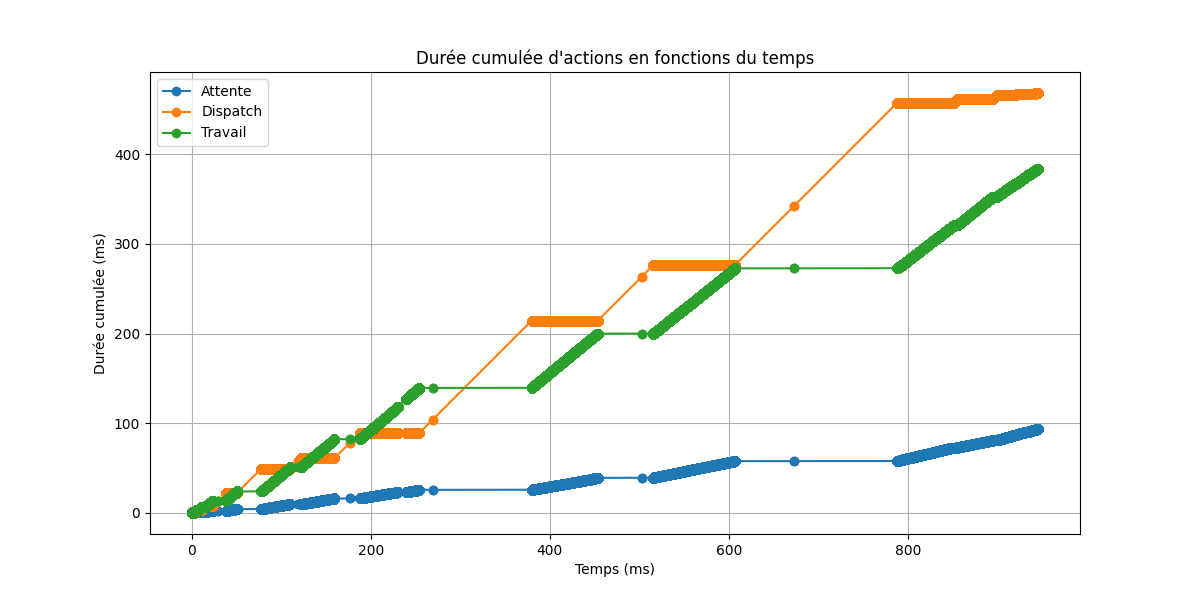 Durée cumulée d'actions en fonctions du temps
Attente
Dispatch
Travail
Durée cumulée (ms)
400
300
200
100
0
0 200 400 600 800
Temps (ms)